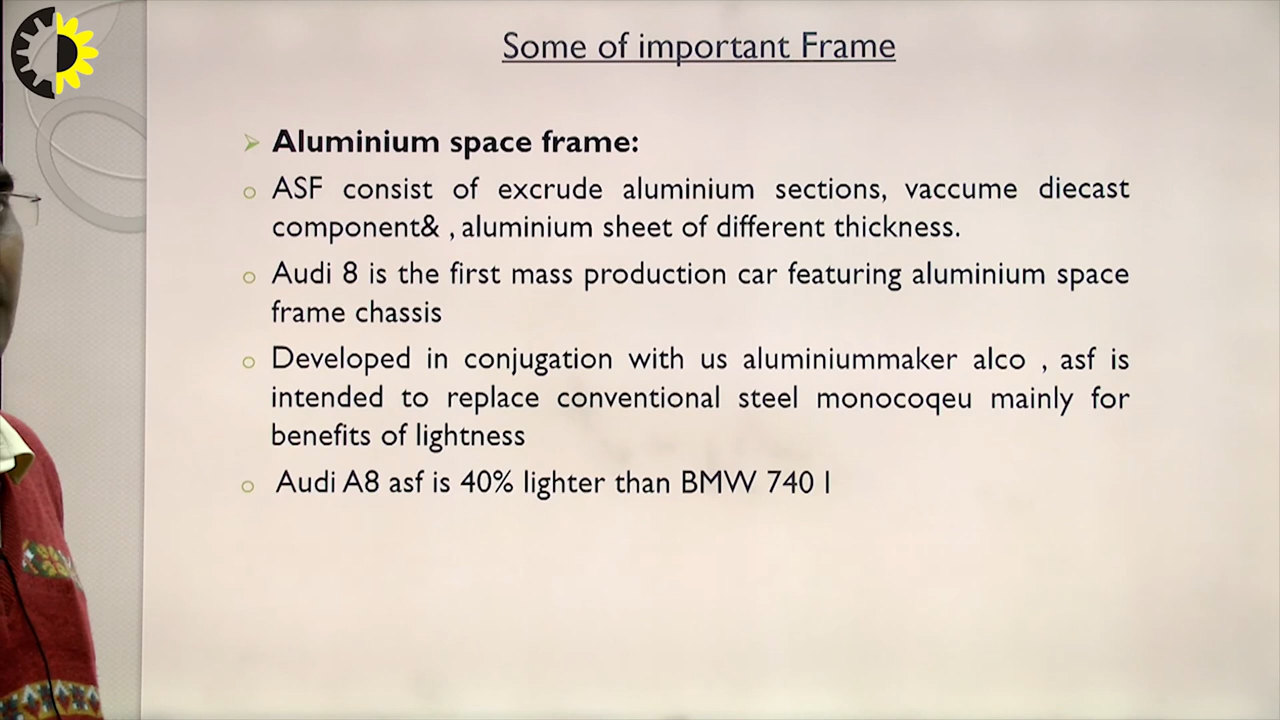 Some of important Frame
Aluminium space frame:
ASF consist of excrude aluminium sections, vaccume diecast
component& , aluminium sheet of different thickness.
Audi 8 is the first mass production car featuring aluminium space
frame chassis
Developed in conjugation with us aluminiummaker alco , asf is
intended to replace conventional steel monocoqeu mainly for
benefits of lightness
Audi A8 asf is 40% lighter than BMW 740 I